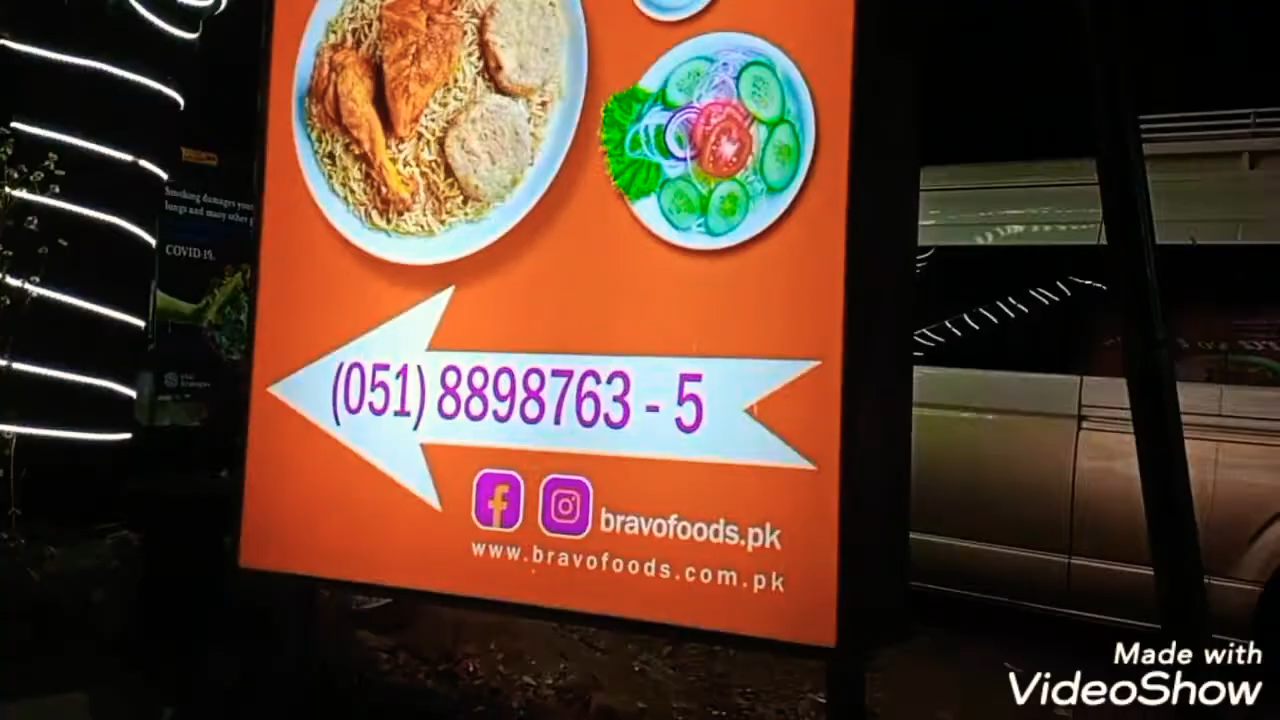 Smoking damages your
lungs and many other
COVID-19.
(051) 8898763 - 5
bravofoods.pk
www.bravofoods.com.pk
Made with
VideoShow